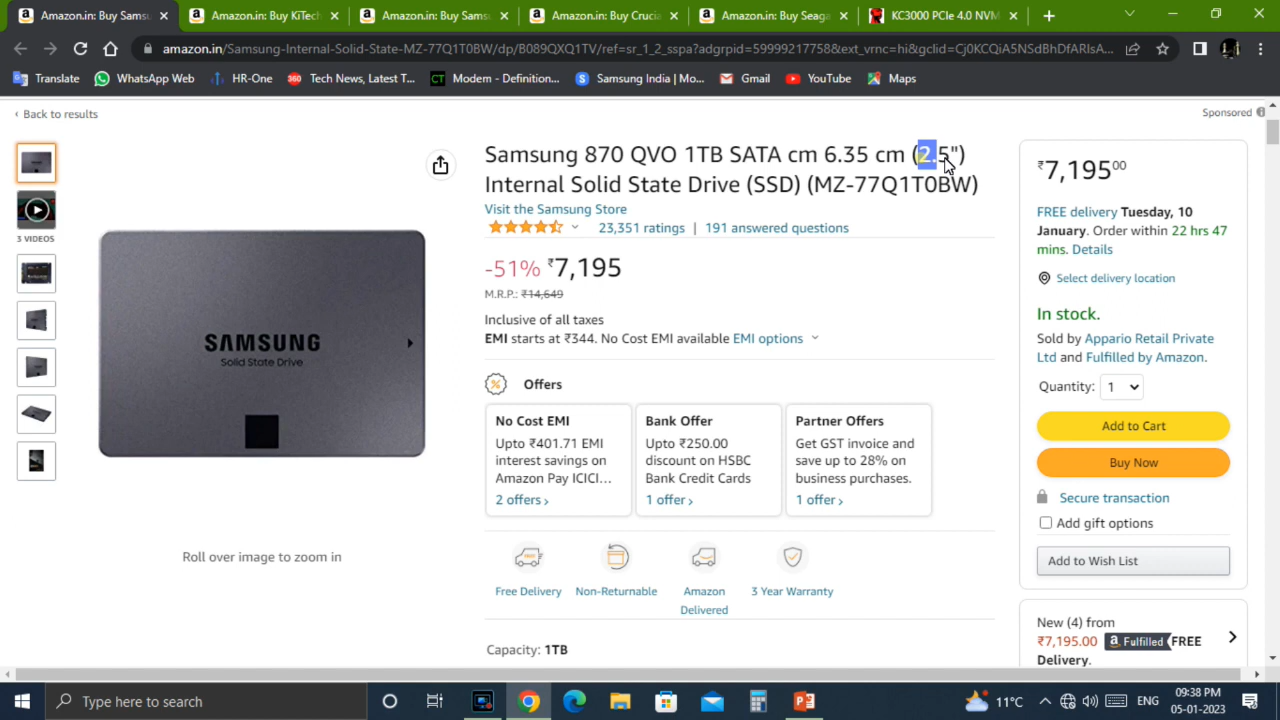 Amazon.in: Buy Samsu
Amazon.in: Buy KiTech
Amazon.in: Buy Sams
Amazon.in: Buy Crucia
Amazon.in: Buy Seag
KC3000 PCIe 4.0 NVM
amazon.in/Samsung-Internal-Solid-State-MZ-77Q1T0BW/dp/B089QXQ1TV/ref=sr_1_2_sspa?adgrpid=59999217758&ext_vrnc=hi&gclid=Cj0KCQiA5NSdBhDfARIsA...
Translate
WhatsApp Web
HR-One
Tech News, Latest T...
Modern - Definition...
Samsung India | Mo...
Gmail
YouTube
Maps
‹ Back to results
Sponsored
Samsung 870 QVO 1TB SATA cm 6.35 cm (2.5")
Internal Solid State Drive (SSD) (MZ-77Q1T0BW)
Visit the Samsung Store
23,351 ratings | 191 answered questions
3 VIDEOS
SAMSUNG
Solid State Drive
Roll over image to zoom in
-51% ₹7,195
M.R.P.: ₹14,649
Inclusive of all taxes
EMI starts at ₹344. No Cost EMI available EMI options
Offers
No Cost EMI
Upto ₹401.71 EMI
interest savings on
Amazon Pay ICICI...
2 offers ›
Bank Offer
Upto ₹250.00
discount on HSBC
Bank Credit Cards
1 offer ›
Partner Offers
Get GST invoice and
save up to 28% on
business purchases.
1 offer ›
Free Delivery
Non-Returnable
Amazon
Delivered
3 Year Warranty
Capacity: 1TB
₹7,19500
FREE delivery Tuesday, 10
January. Order within 22 hrs 47
mins. Details
Select delivery location
In stock.
Sold by Appario Retail Private
Ltd and Fulfilled by Amazon.
Quantity: 1
Add to Cart
Buy Now
Secure transaction
Add gift options
Add to Wish List
New (4) from
₹7,195.00 Fulfilled FREE
Delivery.
Type here to search
11°C
ENG
09:38 PM
05-01-2023